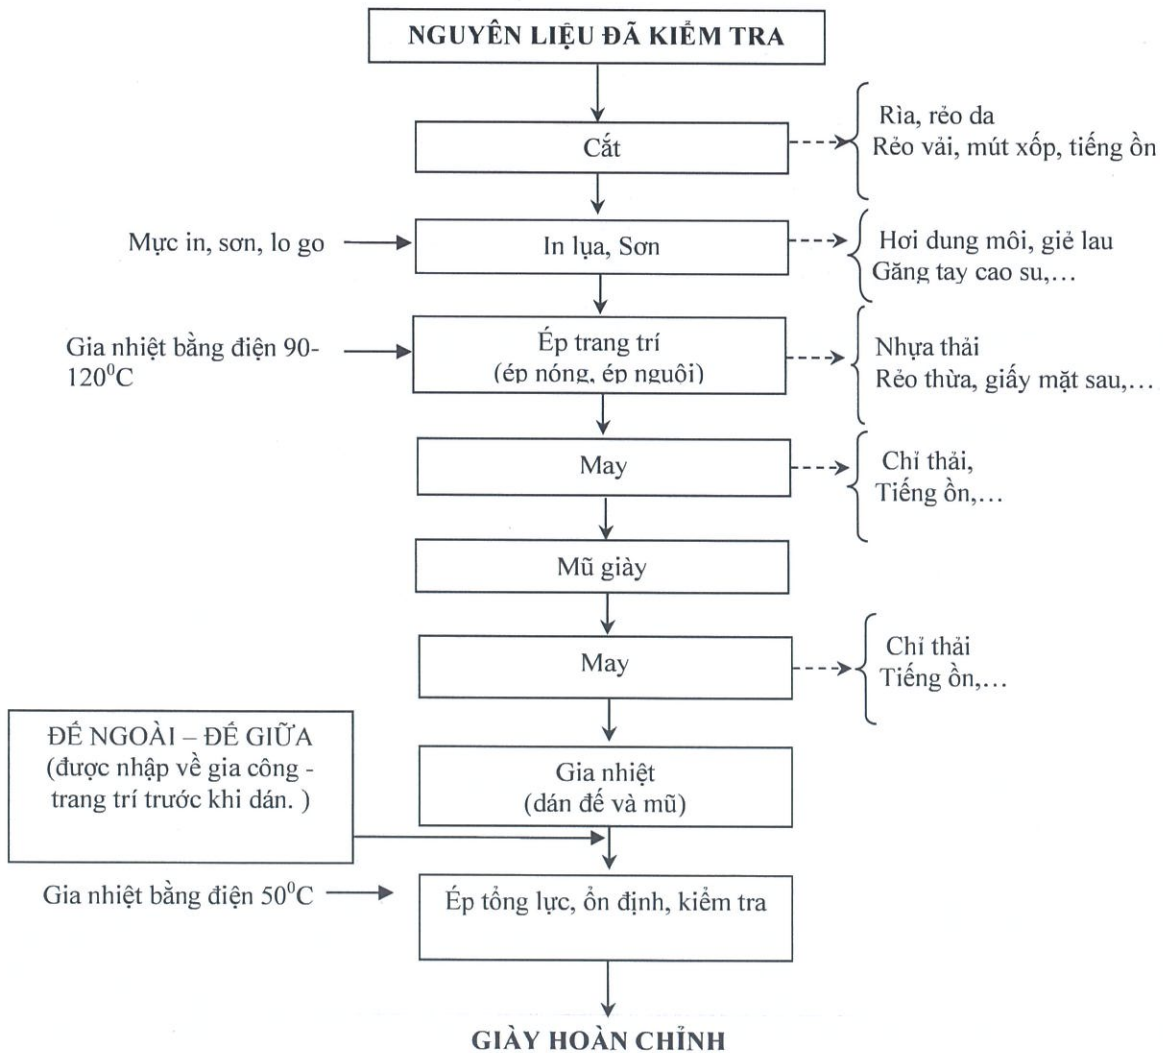 NGUYÊN LIỆU ĐÃ KIỂM TRA
Cắt
Rìa, rẻo da
Rẻo vải, mút xốp, tiếng ồn
Mực in, sơn, lo go
In lụa, Sơn
Hơi dung môi, giẻ lau
Găng tay cao su,...
Gia nhiệt bằng điện 90-
120⁰C
Ép trang trí
(ép nóng, ép nguội)
Nhựa thải
Rẻo thừa, giấy mặt sau,...
May
Chỉ thải,
Tiếng ồn,...
Mũ giày
May
Chỉ thải
Tiếng ồn,...
ĐẾ NGOÀI – ĐẾ GIỮA
(được nhập về gia công -
trang trí trước khi dán. )
Gia nhiệt
(dán đế và mũ)
Gia nhiệt bằng điện 50⁰C
Ép tổng lực, ổn định, kiểm tra
GIÀY HOÀN CHỈNH